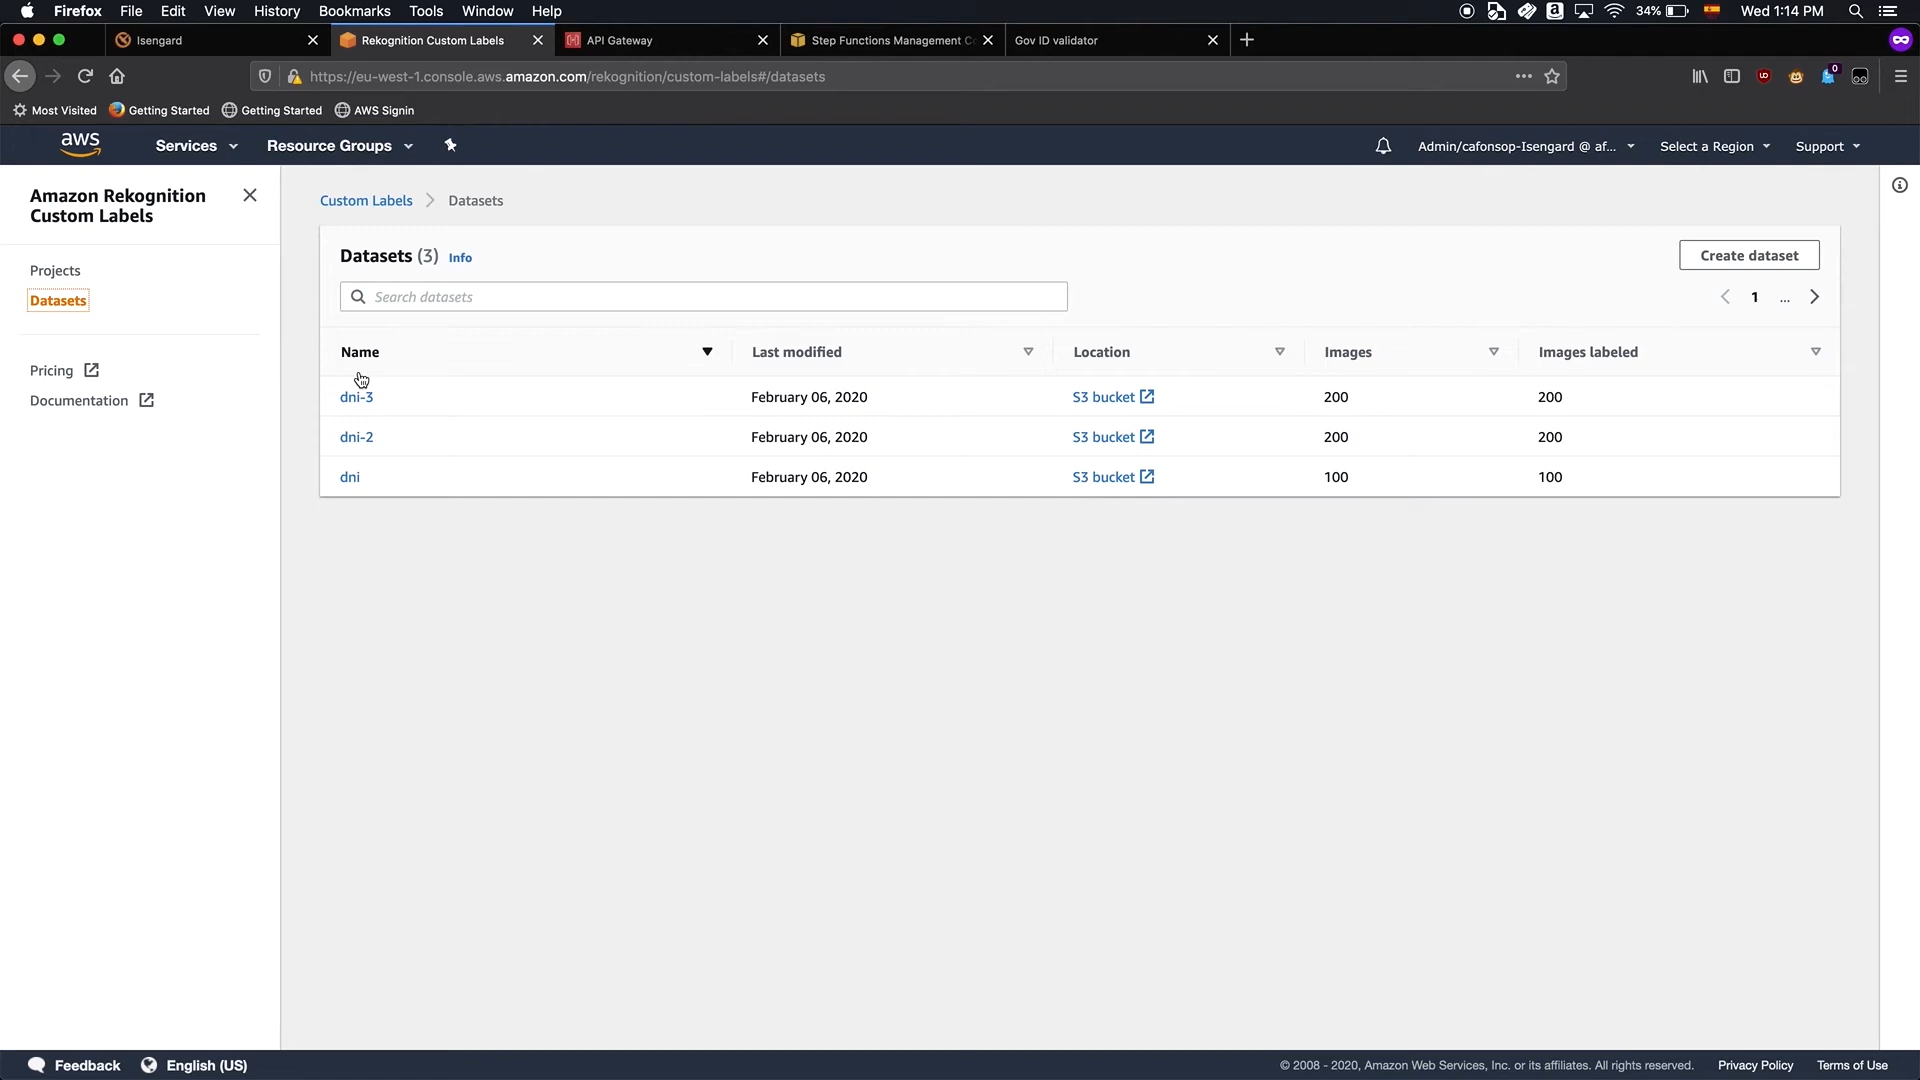 Firefox File Edit View History Bookmarks Tools Window Help 34% Wed 1:14 PM
Isengard Rekognition Custom Labels API Gateway Step Functions Management Co Gov ID validator
https://eu-west-1.console.aws.amazon.com/rekognition/custom-labels#/datasets 0
Most Visited Getting Started Getting Started AWS Signin
aws Services Resource Groups Admin/cafonsop-Isengard @ af... Select a Region Support
Amazon Rekognition
Custom Labels
Projects
Datasets
Pricing
Documentation
Custom Labels Datasets
Datasets (3) Info Create dataset
Search datasets 1 ...
Name Last modified Location Images Images labeled
dni-3 February 06, 2020 S3 bucket 200 200
dni-2 February 06, 2020 S3 bucket 200 200
dni February 06, 2020 S3 bucket 100 100
Feedback English (US) © 2008 - 2020, Amazon Web Services, Inc. or its affiliates. All rights reserved. Privacy Policy Terms of Use